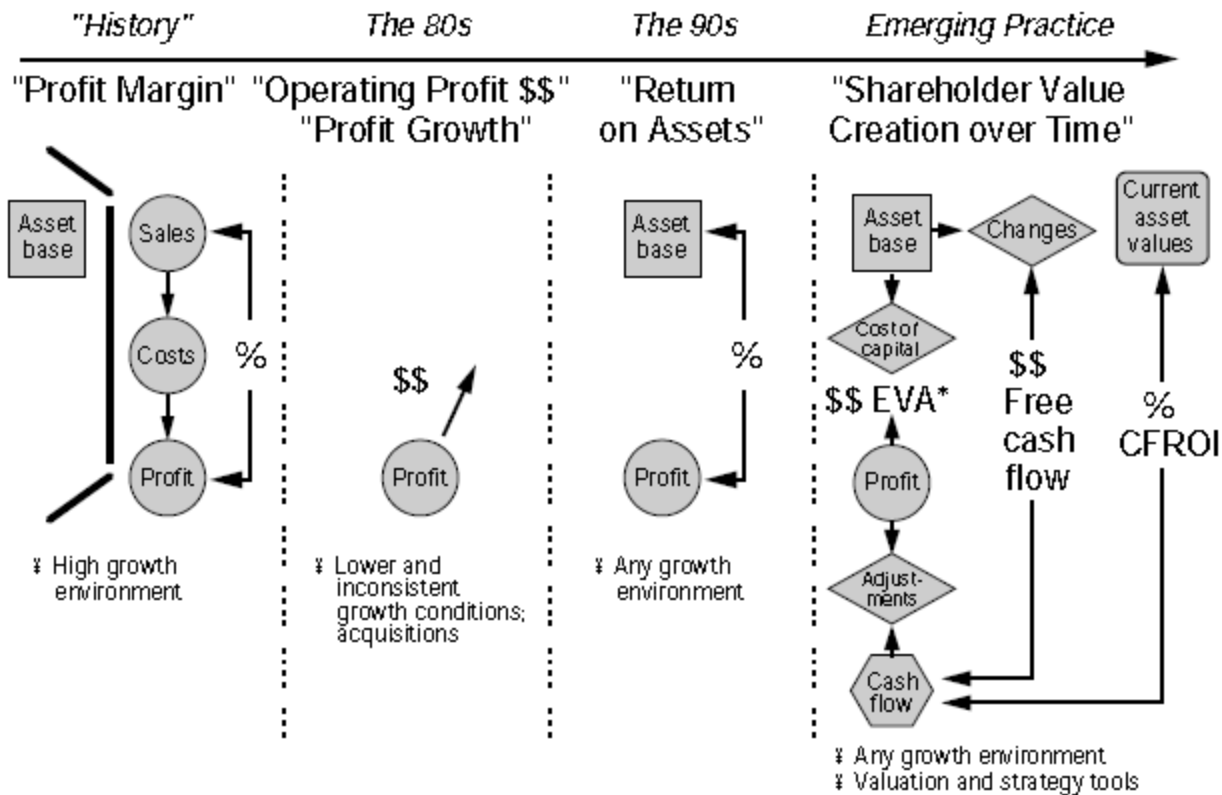 "History"
The 80s
The 90s
Emerging Practice
"Profit Margin"
"Operating Profit $$"
"Profit Growth"
"Return
on Assets"
"Shareholder Value
Creation over Time"
Asset
base
Sales
Costs
Profit
%
¥ High growth
environment
$$
Profit
¥ Lower and
inconsistent
growth conditions;
acquisitions
Asset
base
%
Profit
¥ Any growth
environment
Asset
base
Changes
Current
asset
values
Cost of
capital
$$ EVA*
$$
Free
cash
flow
%
CFROI
Profit
Adjust-
ments
Cash
flow
¥ Any growth environment
¥ Valuation and strategy tools